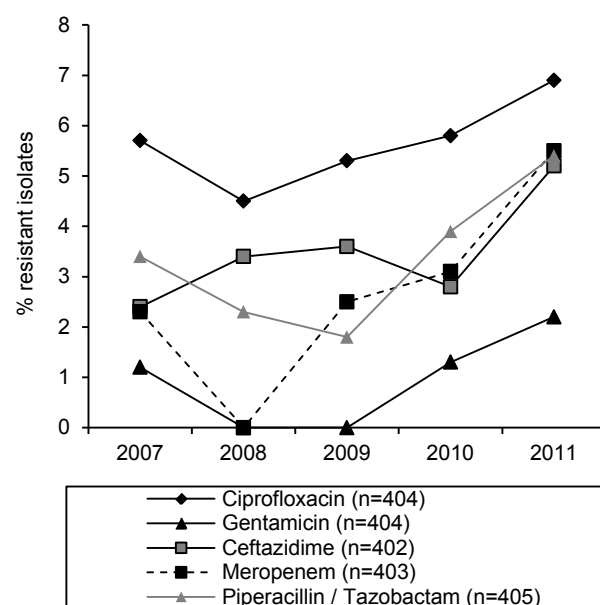 8
7
6
5
4
3
2
1
0
% resistant isolates
2007 2008 2009 2010 2011
Ciprofloxacin (n=404)
Gentamicin (n=404)
Ceftazidime (n=402)
Meropenem (n=403)
Piperacillin / Tazobactam (n=405)